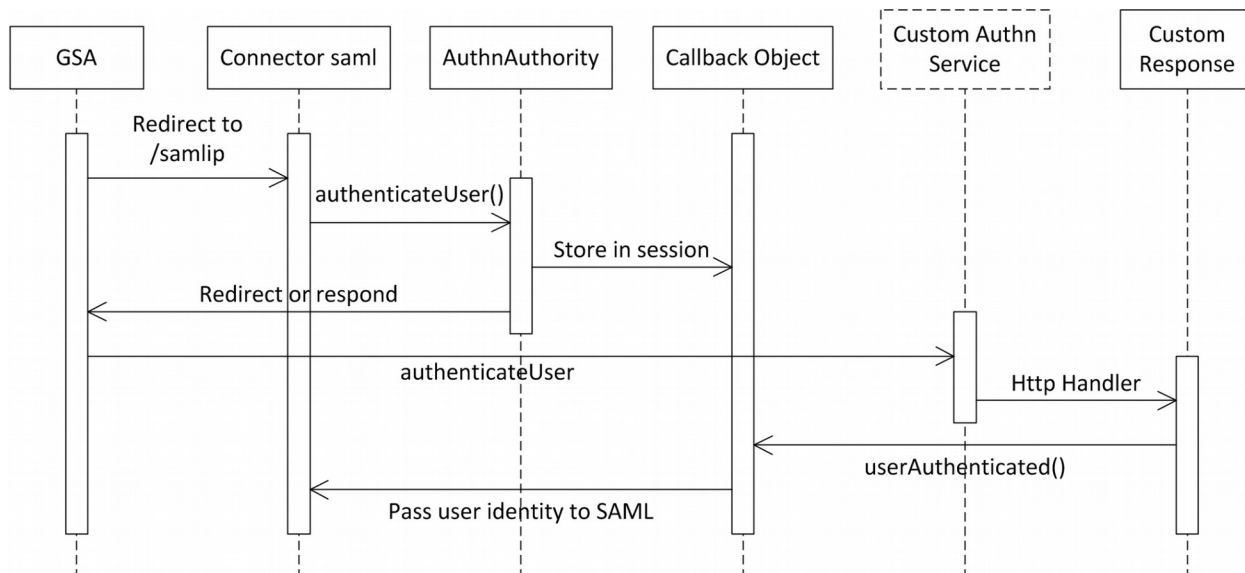 GSA
Connector saml
AuthnAuthority
Callback Object
Custom Authn
Service
Custom
Response
Redirect to
/samlip
authenticateUser()
Store in session
Redirect or respond
authenticateUser
Http Handler
userAuthenticated()
Pass user identity to SAML